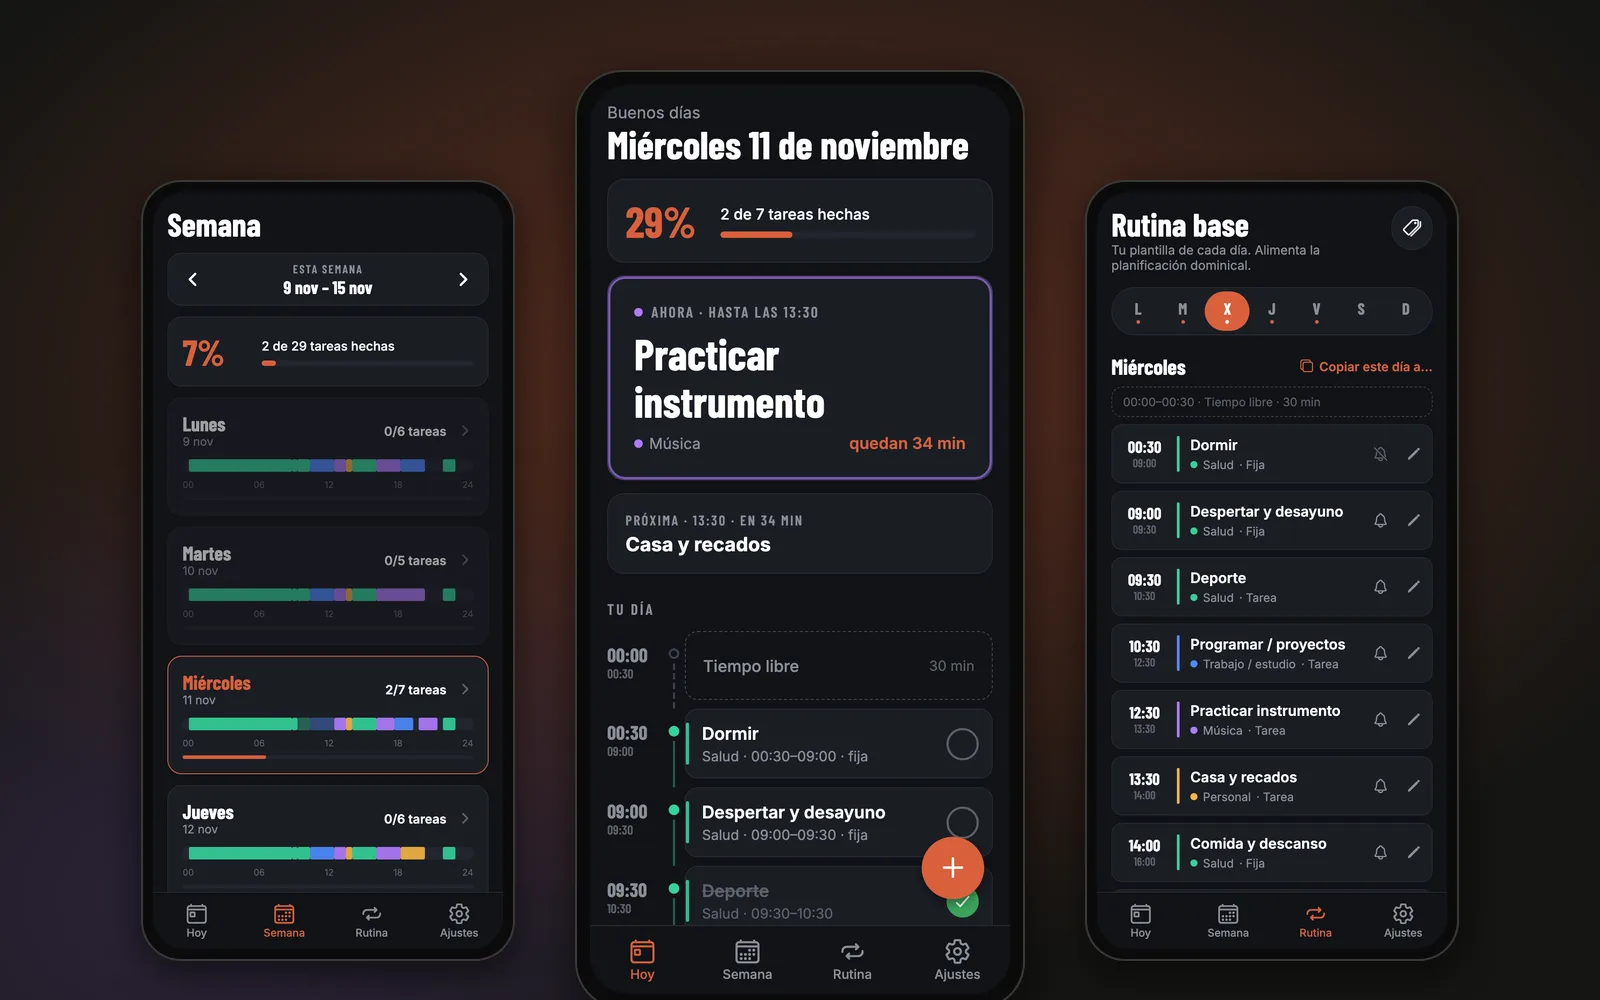 Semana
ESTA SEMANA
9 nov – 15 nov
7%
2 de 29 tareas hechas
Lunes
9 nov
0/6 tareas
00 06 12 18 24
Martes
10 nov
0/5 tareas
00 06 12 18 24
Miércoles
11 nov
2/7 tareas
00 06 12 18 24
Jueves
12 nov
0/6 tareas
00 06 12 18 24
Hoy Semana Rutina Ajustes
Buenos días
Miércoles 11 de noviembre
29%
2 de 7 tareas hechas
AHORA · HASTA LAS 13:30
Practicar
instrumento
Música
quedan 34 min
PRÓXIMA · 13:30 · EN 34 MIN
Casa y recados
TU DÍA
00:00
00:30
Tiempo libre
30 min
00:30
09:00
Dormir
Salud · 00:30–09:00 · fija
09:00
09:30
Despertar y desayuno
Salud · 09:00–09:30 · fija
09:30
10:30
Deporte
Salud · 09:30–10:30
Hoy Semana Rutina Ajustes
Rutina base
Tu plantilla de cada día. Alimenta la
planificación dominical.
L M X J V S D
Miércoles
Copiar este día a...
00:00–00:30 · Tiempo libre · 30 min
00:30
09:00
Dormir
Salud · Fija
09:00
09:30
Despertar y desayuno
Salud · Fija
09:30
10:30
Deporte
Salud · Tarea
10:30
12:30
Programar / proyectos
Trabajo / estudio · Tarea
12:30
13:30
Practicar instrumento
Música · Tarea
13:30
14:00
Casa y recados
Personal · Tarea
14:00
16:00
Comida y descanso
Salud · Fija
Hoy Semana Rutina Ajustes